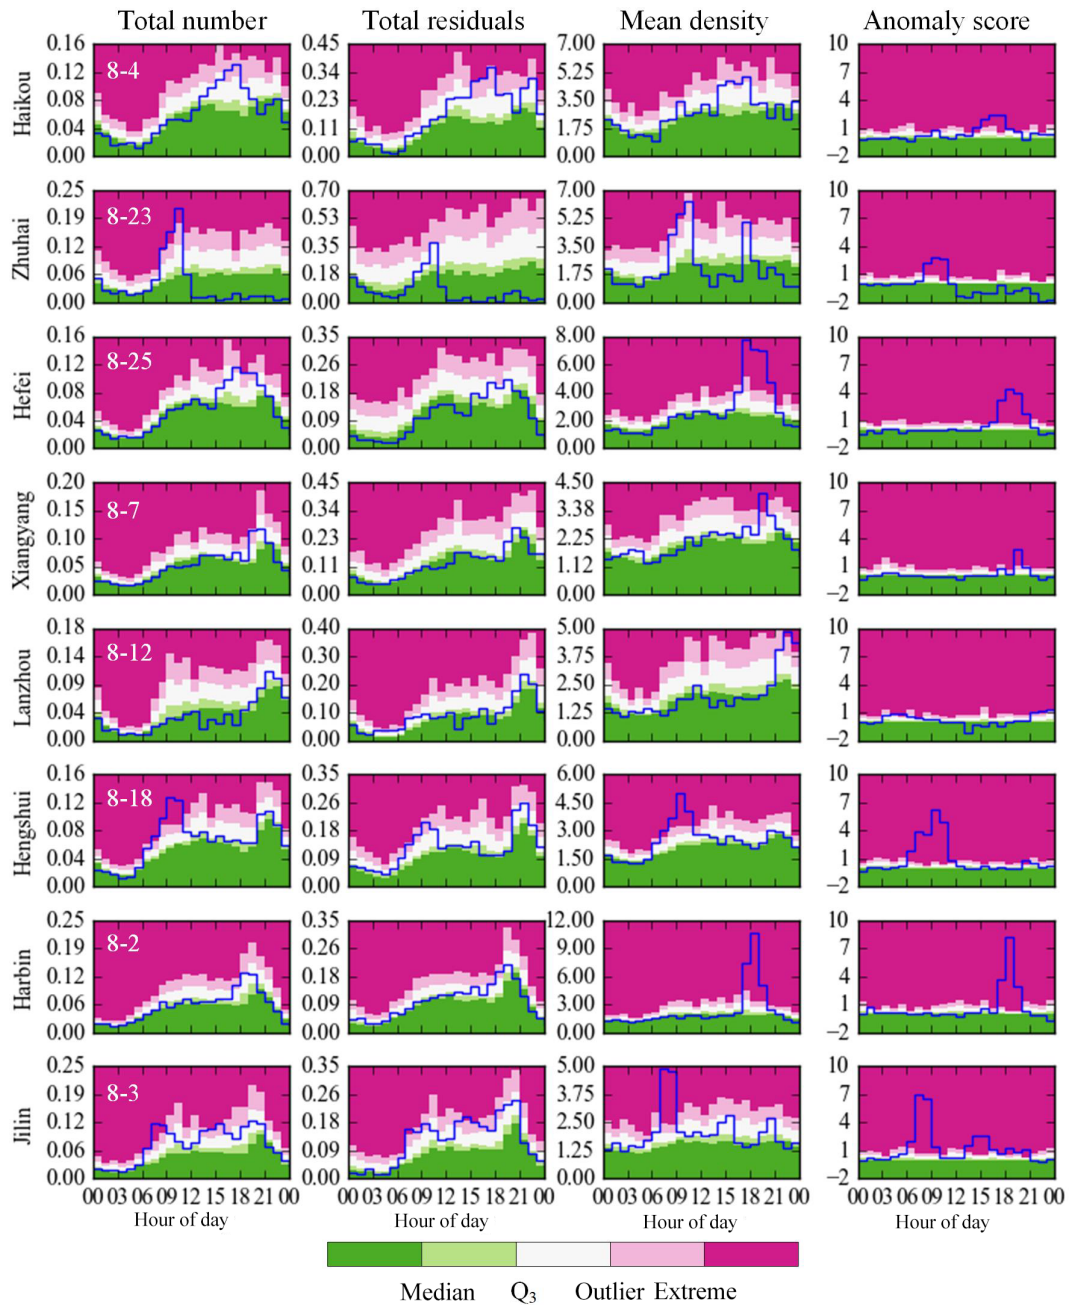 Total number Total residuals Mean density Anomaly score
Haikou
8-4
0.16 0.45 7.00 10
0.12 0.34 5.25 7
0.08 0.23 3.50 4
0.04 0.11 1.75 1
0.00 0.00 0.00 −2
Zhuhai
8-23
0.25 0.70 7.00 10
0.19 0.53 5.25 7
0.12 0.35 3.50 4
0.06 0.18 1.75 1
0.00 0.00 0.00 −2
Hefei
8-25
0.16 0.35 8.00 10
0.12 0.26 6.00 7
0.08 0.18 4.00 4
0.04 0.09 2.00 1
0.00 0.00 0.00 −2
Xiangyang
8-7
0.20 0.45 4.50 10
0.15 0.34 3.38 7
0.10 0.23 2.25 4
0.05 0.11 1.12 1
0.00 0.00 0.00 −2
Lanzhou
8-12
0.18 0.40 5.00 10
0.14 0.30 3.75 7
0.09 0.20 2.50 4
0.04 0.10 1.25 1
0.00 0.00 0.00 −2
Hengshui
8-18
0.16 0.35 6.00 10
0.12 0.26 4.50 7
0.08 0.18 3.00 4
0.04 0.09 1.50 1
0.00 0.00 0.00 −2
Harbin
8-2
0.25 0.35 12.00 10
0.19 0.26 9.00 7
0.12 0.18 6.00 4
0.06 0.09 3.00 1
0.00 0.00 0.00 −2
Jilin
8-3
0.25 0.35 5.00 10
0.19 0.26 3.75 7
0.12 0.18 2.50 4
0.06 0.09 1.25 1
0.00 0.00 0.00 −2
00 03 06 09 12 15 18 21 00 00 03 06 09 12 15 18 21 00 00 03 06 09 12 15 18 21 00 00 03 06 09 12 15 18 21 00
Hour of day Hour of day Hour of day Hour of day
Median Q₃ Outlier Extreme